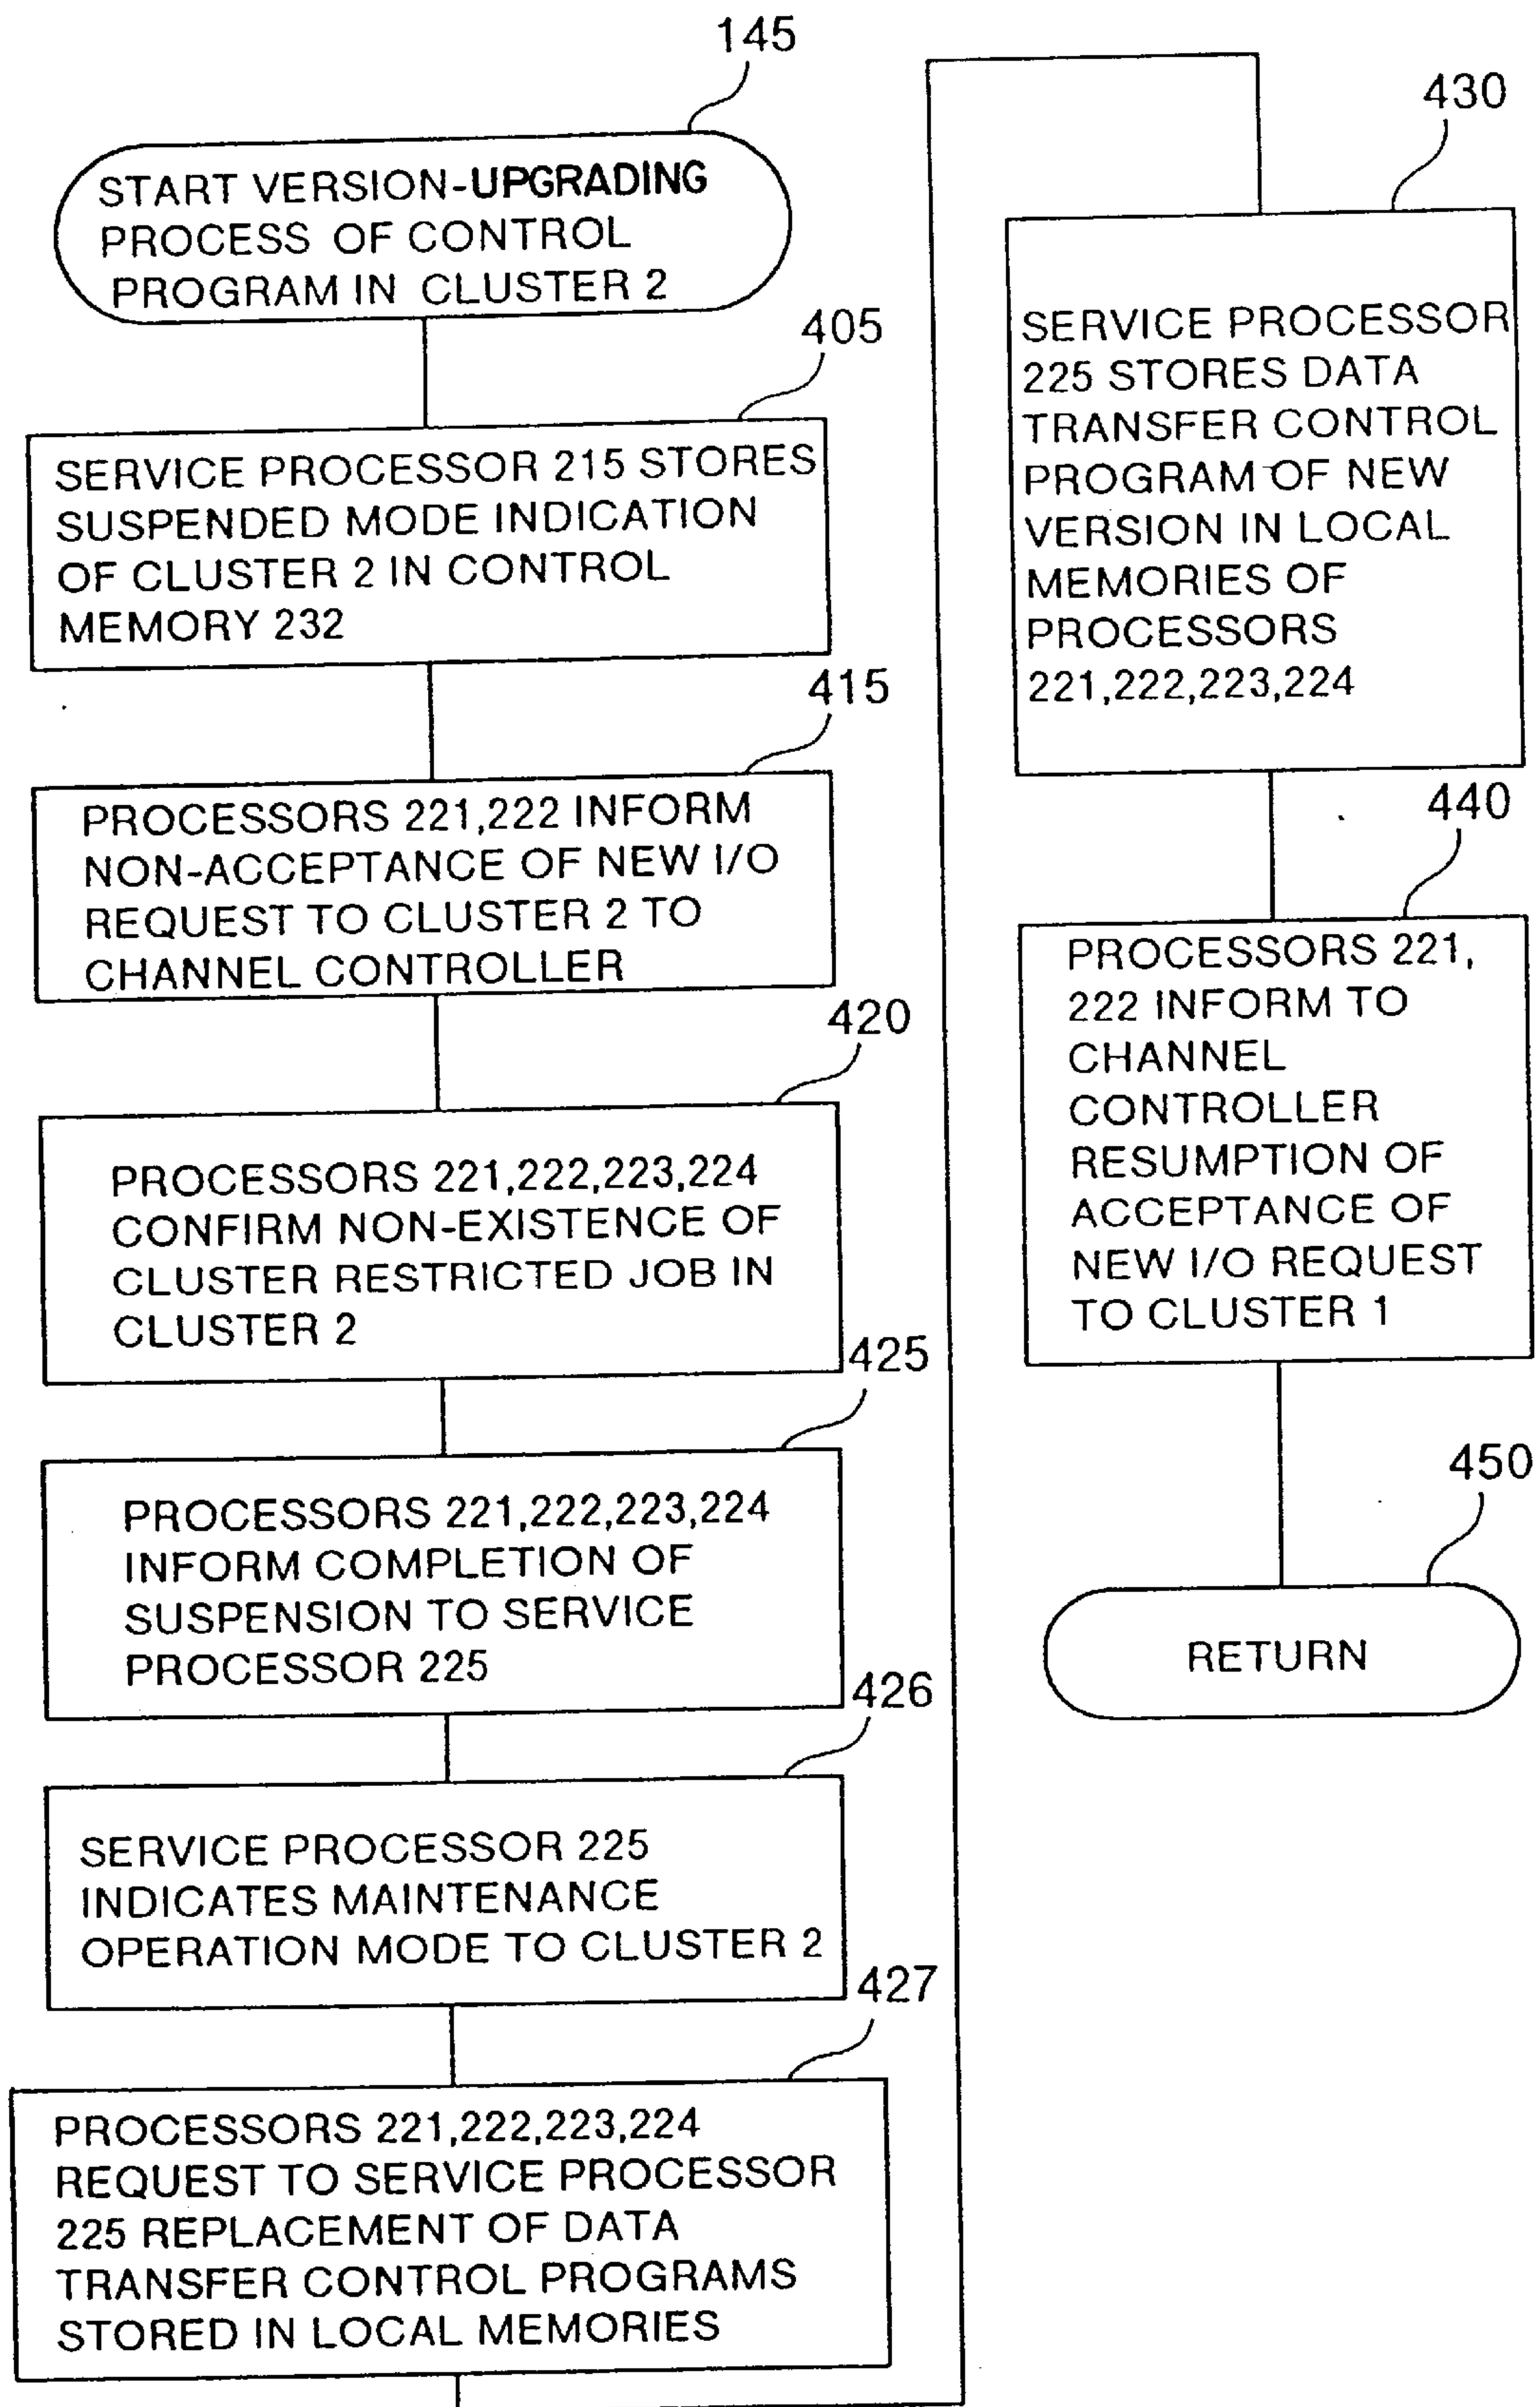 145
START VERSION-UPGRADING
PROCESS OF CONTROL
PROGRAM IN CLUSTER 2
405
SERVICE PROCESSOR 215 STORES
SUSPENDED MODE INDICATION
OF CLUSTER 2 IN CONTROL
MEMORY 232
415
PROCESSORS 221,222 INFORM
NON-ACCEPTANCE OF NEW I/O
REQUEST TO CLUSTER 2 TO
CHANNEL CONTROLLER
420
PROCESSORS 221,222,223,224
CONFIRM NON-EXISTENCE OF
CLUSTER RESTRICTED JOB IN
CLUSTER 2
425
PROCESSORS 221,222,223,224
INFORM COMPLETION OF
SUSPENSION TO SERVICE
PROCESSOR 225
426
SERVICE PROCESSOR 225
INDICATES MAINTENANCE
OPERATION MODE TO CLUSTER 2
427
PROCESSORS 221,222,223,224
REQUEST TO SERVICE PROCESSOR
225 REPLACEMENT OF DATA
TRANSFER CONTROL PROGRAMS
STORED IN LOCAL MEMORIES
430
SERVICE PROCESSOR
225 STORES DATA
TRANSFER CONTROL
PROGRAM OF NEW
VERSION IN LOCAL
MEMORIES OF
PROCESSORS
221,222,223,224
440
PROCESSORS 221,
222 INFORM TO
CHANNEL
CONTROLLER
RESUMPTION OF
ACCEPTANCE OF
NEW I/O REQUEST
TO CLUSTER 1
450
RETURN